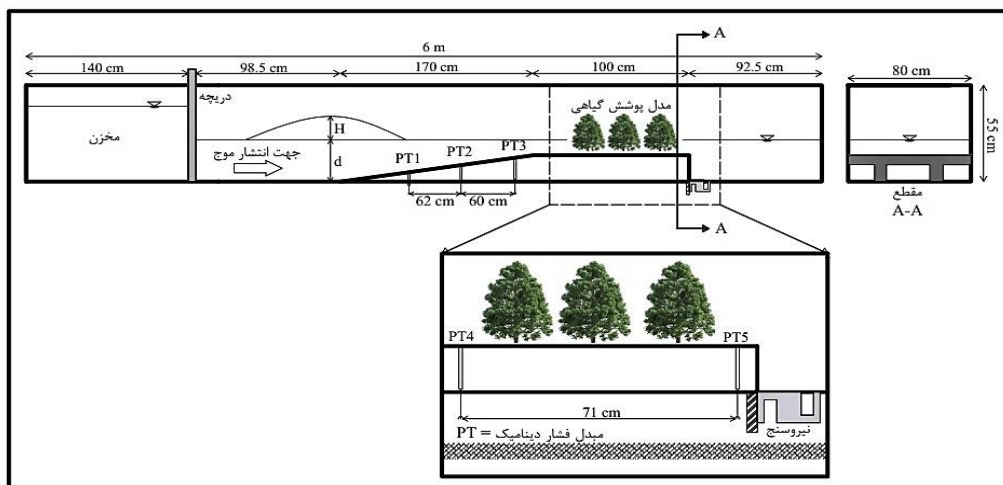 A
6 m
80 cm
140 cm
98.5 cm
170 cm
100 cm
92.5 cm
دریچه
مدل پوشش گیاهی
مخزن
H
55 cm
جهت انتشار موج
d
PT1
PT2
PT3
62 cm
60 cm
مقطع
A-A
A
PT4
PT5
71 cm
نیروسنج
PT = مبدل فشار دینامیک